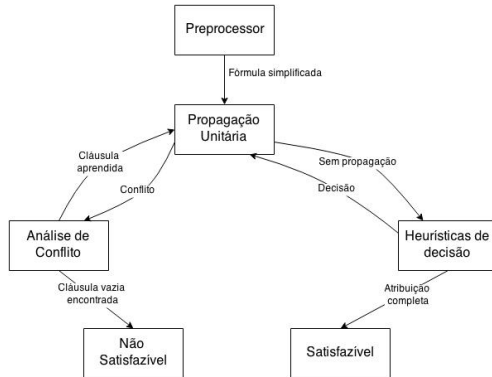 Preprocessor
Fórmula simplificada
Propagação
Unitária
Cláusula
aprendida
Sem propagação
Conflito
Decisão
Análise de
Conflito
Heurísticas de
decisão
Cláusula vazia
encontrada
Atribuição
completa
Não
Satisfazivel
Satisfazível